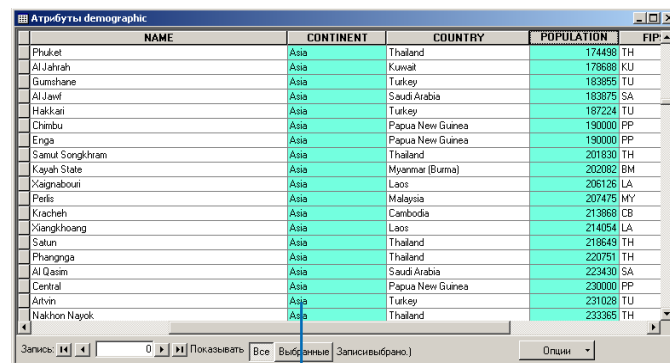 Атрибуты demographic
NAME CONTINENT COUNTRY POPULATION FIP
Phuket Asia Thailand 174498 TH
Al Jahrah Asia Kuwait 178688 KU
Gumshane Asia Turkey 183855 TU
Al Jawf Asia Saudi Arabia 183875 SA
Hakkari Asia Turkey 187224 TU
Chimbu Asia Papua New Guinea 190000 PP
Enga Asia Papua New Guinea 190000 PP
Samut Songkhram Asia Thailand 201830 TH
Kayah State Asia Myanmar (Burma) 202082 BM
Xaignabouri Asia Laos 206126 LA
Perlis Asia Malaysia 207475 MY
Kracheh Asia Cambodia 213868 CB
Xiangkhoang Asia Laos 214054 LA
Satun Asia Thailand 218649 TH
Phangnga Asia Thailand 220751 TH
Al Qasim Asia Saudi Arabia 223430 SA
Central Asia Papua New Guinea 230000 PP
Artvin Asia Turkey 231028 TU
Nakhon Nayok Asia Thailand 233365 TH
Запись: 0 Показывать Все Выбранные Записи выбрано.) Опции